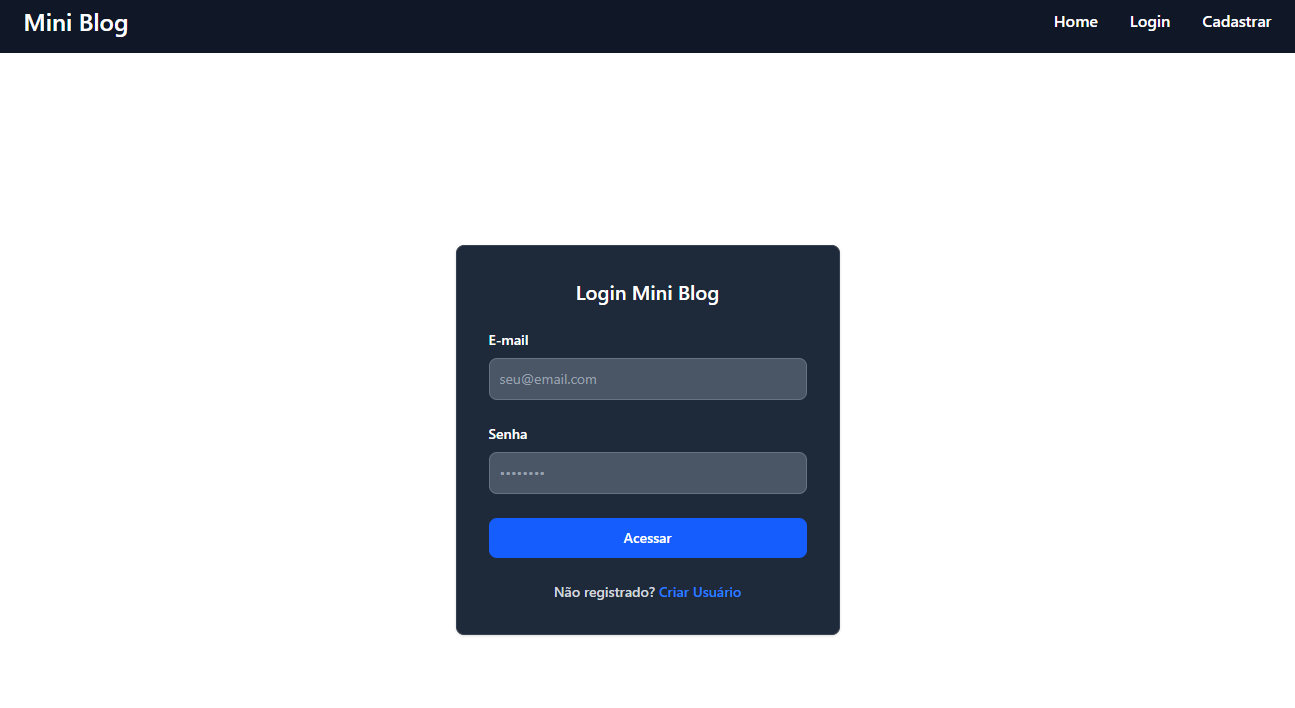 Mini Blog
Home Login Cadastrar
Login Mini Blog
E-mail
seu@email.com
Senha
••••••••
Acessar
Não registrado? Criar Usuário